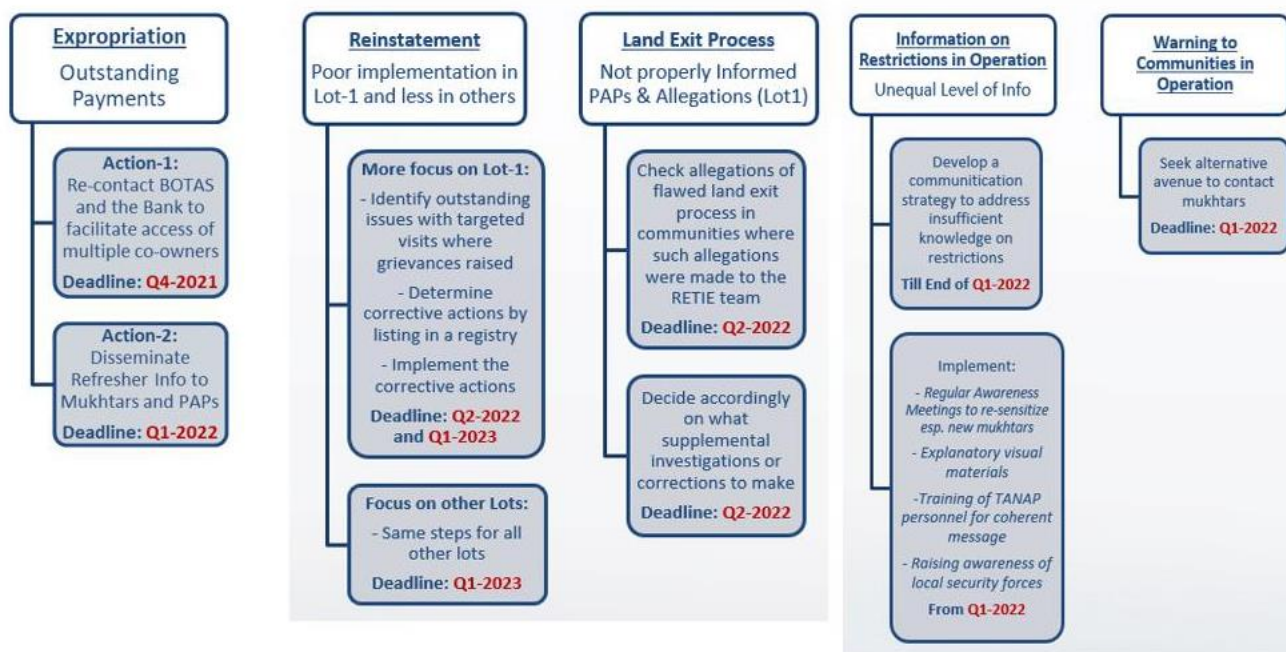 Expropriation
Outstanding
Payments
Action-1:
Re-contact BOTAS
and the Bank to
facilitate access of
multiple co-owners
Deadline: Q4-2021
Action-2:
Disseminate
Refresher Info to
Mukhtars and PAPs
Deadline: Q1-2022
Reinstatement
Poor implementation in
Lot-1 and less in others
More focus on Lot-1:
- Identify outstanding
issues with targeted
visits where
grievances raised
- Determine
corrective actions by
listing in a registry
- Implement the
corrective actions
Deadline: Q2-2022
and Q1-2023
Focus on other Lots:
- Same steps for all
other lots
Deadline: Q1-2023
Land Exit Process
Not properly Informed
PAPs & Allegations (Lot1)
Check allegations of
flawed land exit
process in
communities where
such allegations
were made to the
RETIE team
Deadline: Q2-2022
Decide accordingly
on what
supplemental
investigations or
corrections to make
Deadline: Q2-2022
Information on
Restrictions in Operation
Unequal Level of Info
Develop a
communitication
strategy to address
insufficient
knowledge on
restrictions
Till End of Q1-2022
Implement:
- Regular Awareness
Meetings to re-sensitize
esp. new mukhtars
- Explanatory visual
materials
-Training of TANAP
personnel for coherent
message
- Raising awareness of
local security forces
From Q1-2022
Warning to
Communities in
Operation
Seek alternative
avenue to contact
mukhtars
Deadline: Q1-2022